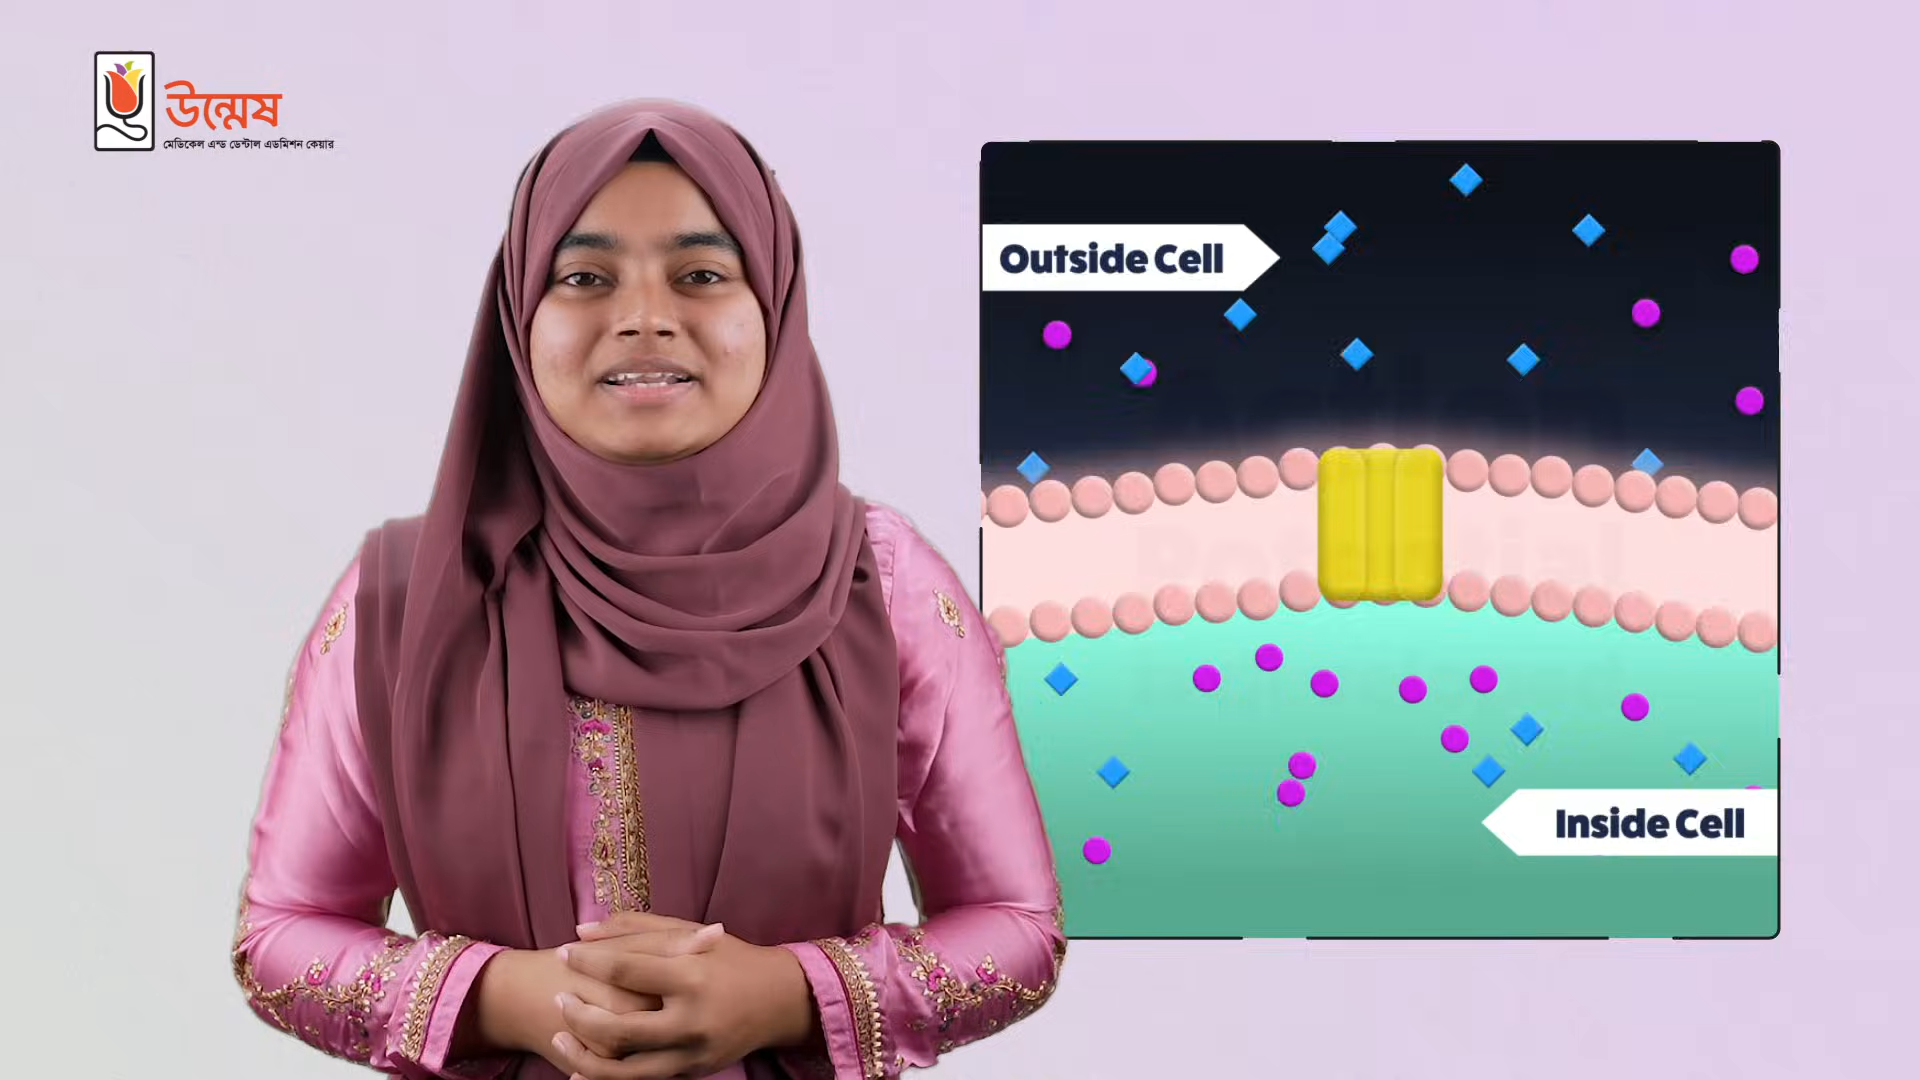 উন্মেষ
মেডিকেল এন্ড ডেন্টাল এডমিশন কেয়ার
Outside Cell
Inside Cell